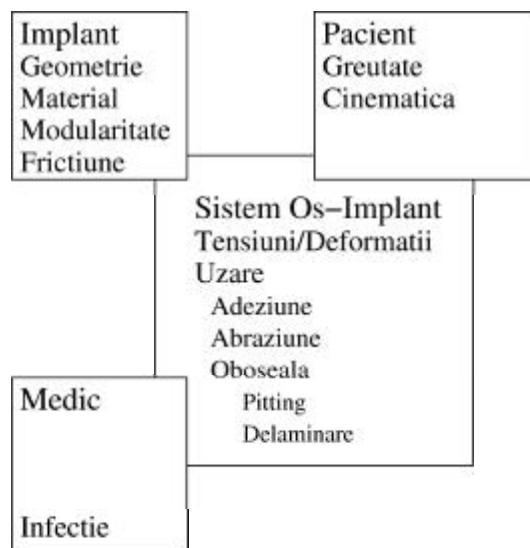 Implant
Geometrie
Material
Modularitate
Frictiune
Pacient
Greutate
Cinematica
Sistem Os–Implant
Tensiuni/Deformatii
Uzare
Adeziune
Abraziune
Oboseala
Pitting
Delaminare
Medic
Infectie